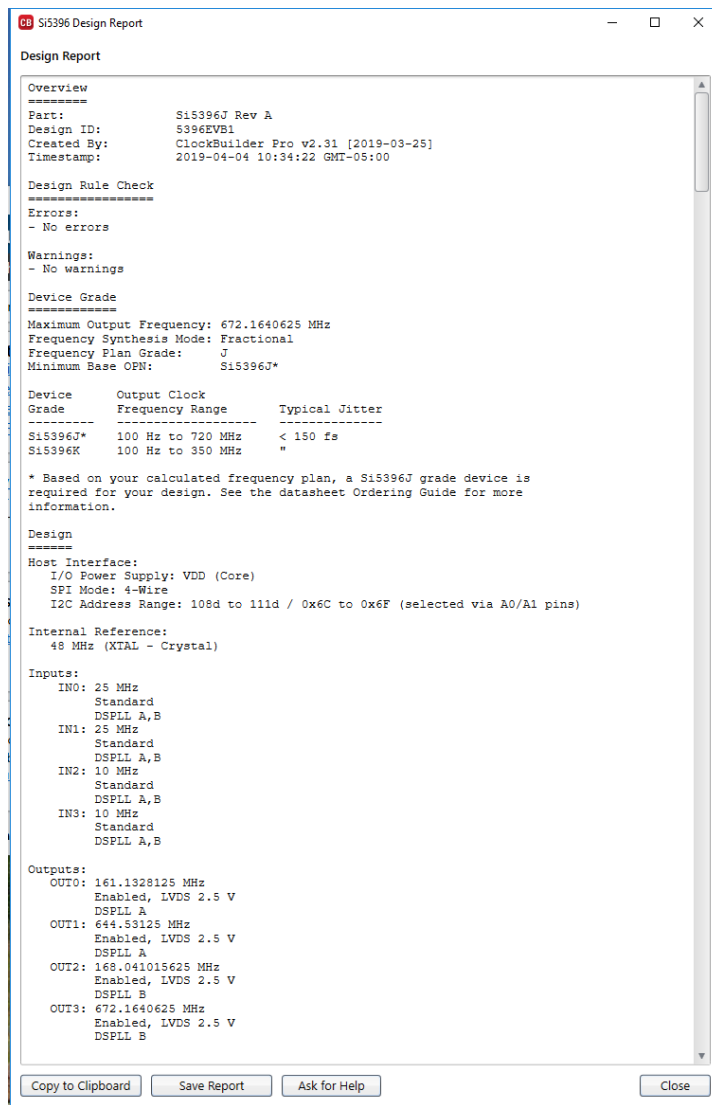 CB Si5396 Design Report
Design Report
Overview
========
Part: Si5396J Rev A
Design ID: 5396EVB1
Created By: ClockBuilder Pro v2.31 [2019-03-25]
Timestamp: 2019-04-04 10:34:22 GMT-05:00
Design Rule Check
=================
Errors:
- No errors
Warnings:
- No warnings
Device Grade
============
Maximum Output Frequency: 672.1640625 MHz
Frequency Synthesis Mode: Fractional
Frequency Plan Grade: J
Minimum Base OPN: Si5396J*
Device Output Clock
Grade Frequency Range Typical Jitter
--------- ------------------- --------------
Si5396J* 100 Hz to 720 MHz < 150 fs
Si5396K 100 Hz to 350 MHz "
* Based on your calculated frequency plan, a Si5396J grade device is
required for your design. See the datasheet Ordering Guide for more
information.
Design
======
Host Interface:
I/O Power Supply: VDD (Core)
SPI Mode: 4-Wire
I2C Address Range: 108d to 111d / 0x6C to 0x6F (selected via A0/A1 pins)
Internal Reference:
48 MHz (XTAL - Crystal)
Inputs:
IN0: 25 MHz
Standard
DSPLL A,B
IN1: 25 MHz
Standard
DSPLL A,B
IN2: 10 MHz
Standard
DSPLL A,B
IN3: 10 MHz
Standard
DSPLL A,B
Outputs:
OUT0: 161.1328125 MHz
Enabled, LVDS 2.5 V
DSPLL A
OUT1: 644.53125 MHz
Enabled, LVDS 2.5 V
DSPLL A
OUT2: 168.041015625 MHz
Enabled, LVDS 2.5 V
DSPLL B
OUT3: 672.1640625 MHz
Enabled, LVDS 2.5 V
DSPLL B
Copy to Clipboard Save Report Ask for Help Close